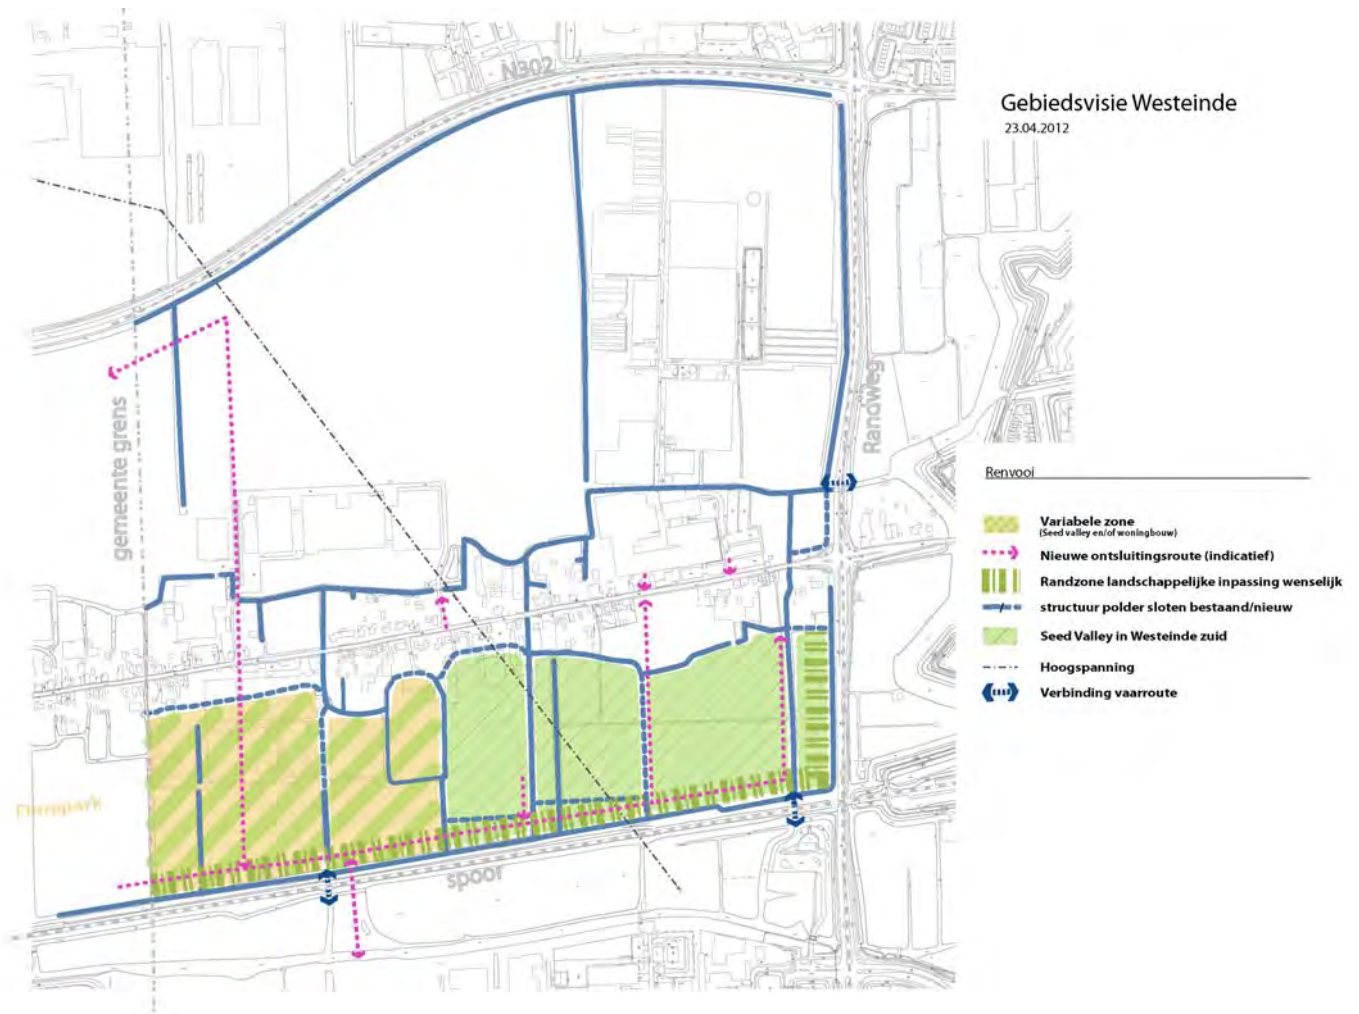 Gebiedsvisie Westeinde
23.04.2012
N302
gemeente grens
Randweg
Renvooi
Variabele zone
(Seed valley en/of woningbouw)
Nieuwe ontsluitingsroute (indicatief)
Randzone landschappelijke inpassing wenselijk
structuur polder sloten bestaand/nieuw
Seed Valley in Westeinde zuid
Hoogspanning
Verbinding vaarroute
spoor